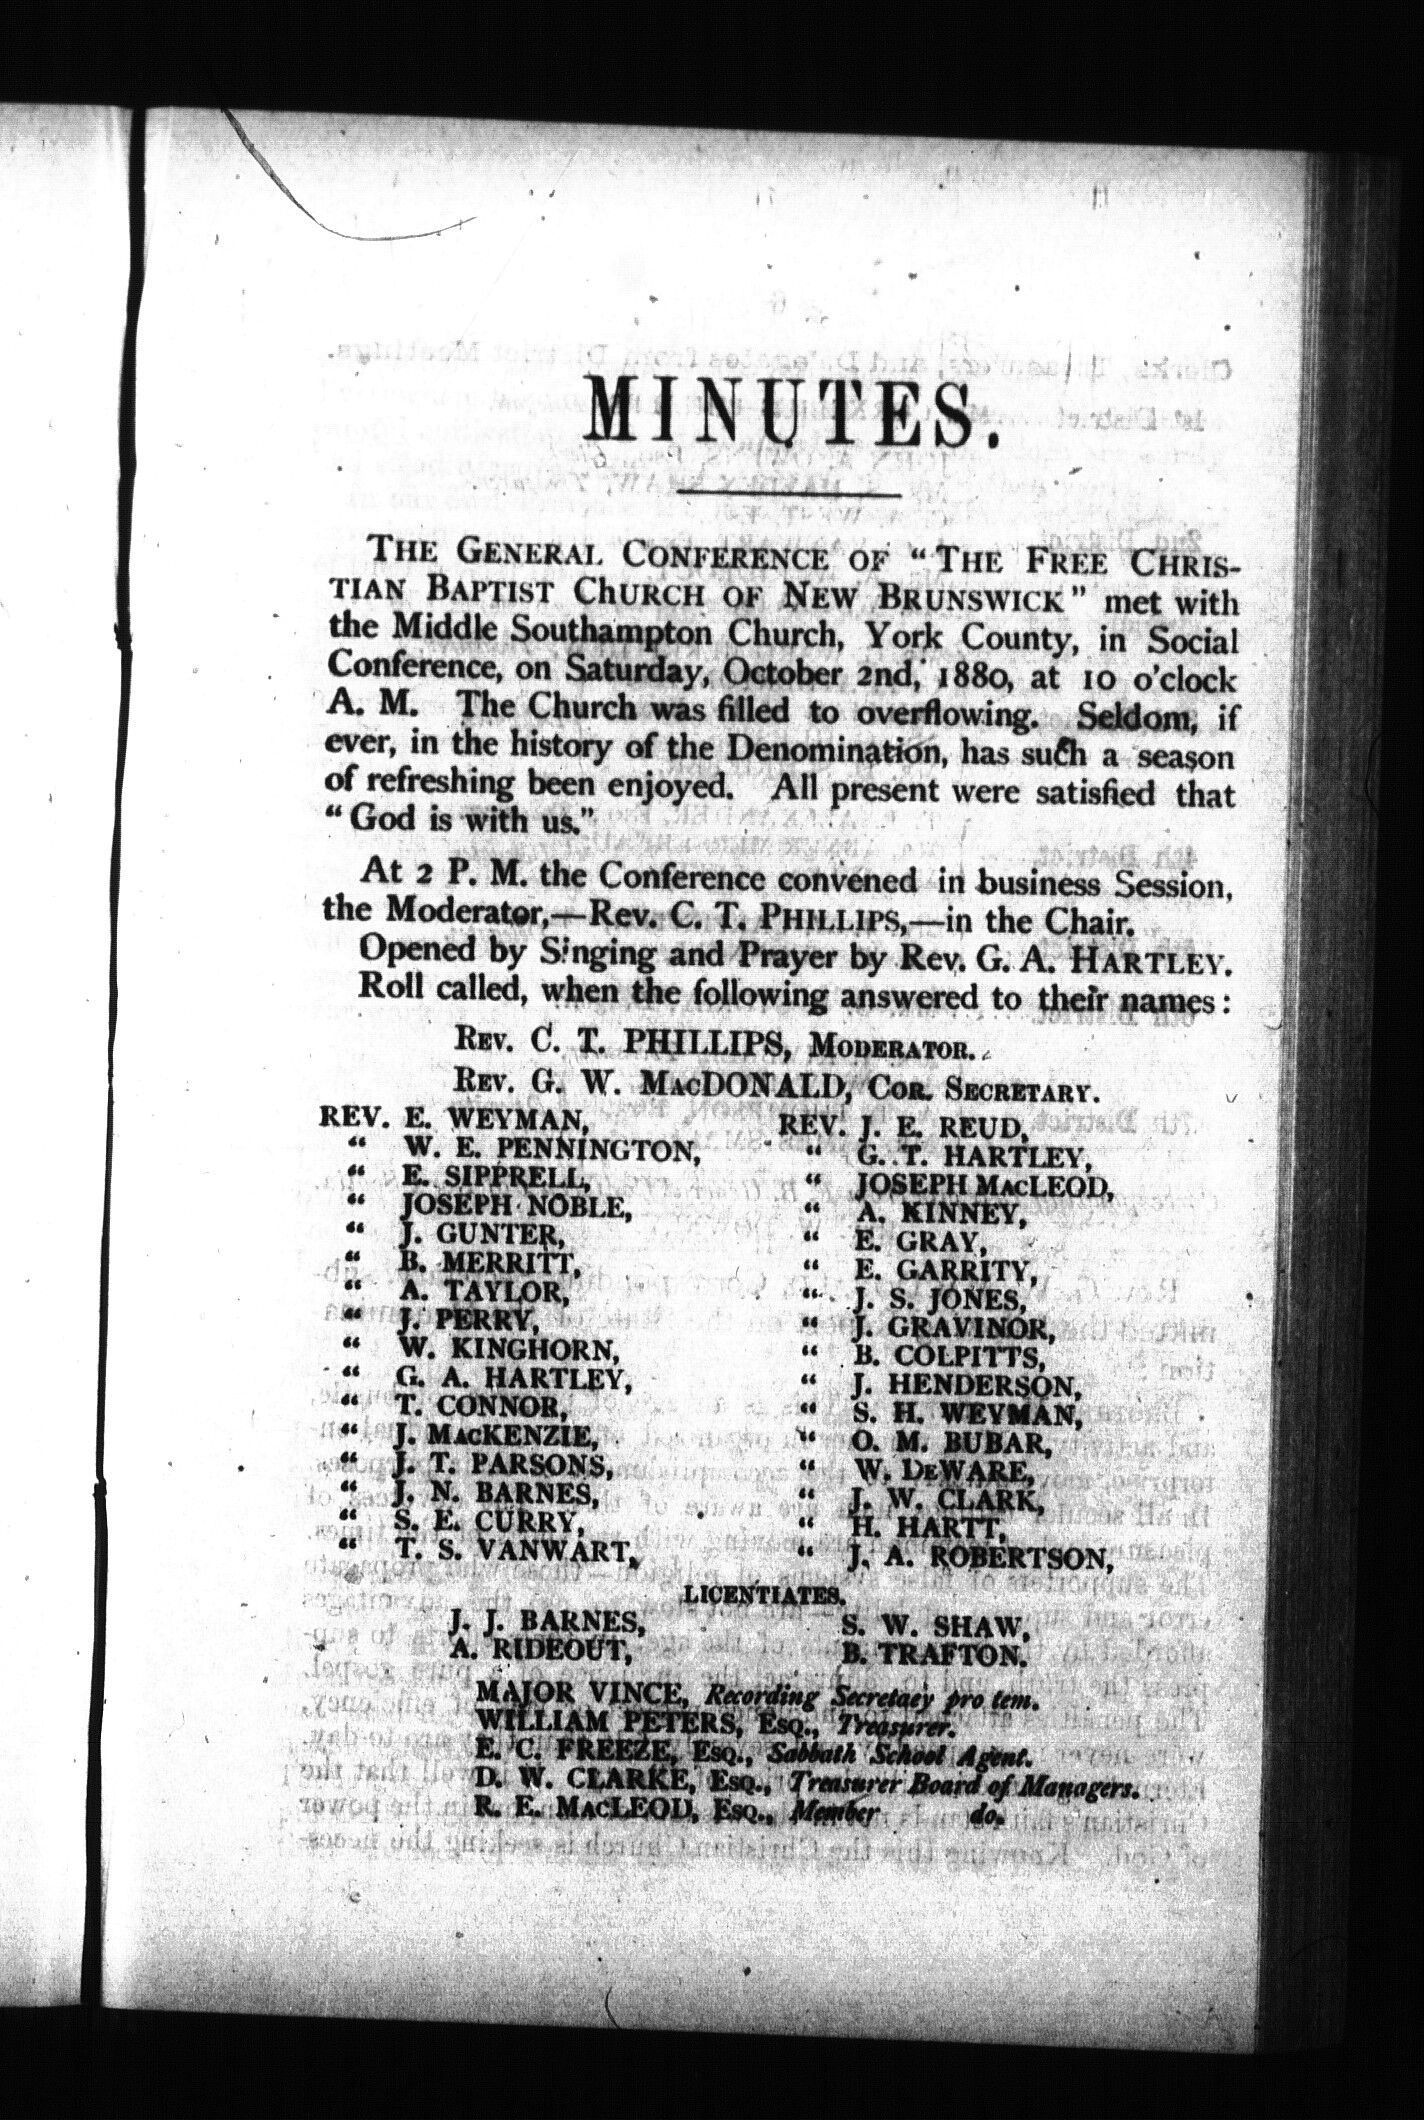 MINUTES.
THE GENERAL CONFERENCE OF "THE FREE CHRIS-
TIAN BAPTIST CHURCH OF NEW BRUNSWICK" met with
the Middle Southampton Church, York County, in Social
Conference, on Saturday, October 2nd, 1880, at 10 o'clock
A. M. The Church was filled to overflowing. Seldom, if
ever, in the history of the Denomination, has such a season
of refreshing been enjoyed. All present were satisfied that
"God is with us."
At 2 P. M. the Conference convened in business Session,
the Moderator,—Rev. C. T. PHILLIPS,—in the Chair.
Opened by Singing and Prayer by Rev. G. A. HARTLEY.
Roll called, when the following answered to their names:
REV. C. T. PHILLIPS, MODERATOR.
REV. G. W. MACDONALD, COR. SECRETARY.
REV. E. WEYMAN,
" W. E. PENNINGTON,
" E. SIPPRELL,
" JOSEPH NOBLE,
" J. GUNTER,
" B. MERRITT,
" A. TAYLOR,
" J. PERRY,
" W. KINGHORN,
" G. A. HARTLEY,
" T. CONNOR,
" J. MACKENZIE,
" J. T. PARSONS,
" J. N. BARNES,
" S. E. CURRY,
" T. S. VANWART,
REV. J. E. REUD,
" G. T. HARTLEY,
" JOSEPH MACLEOD,
" A. KINNEY,
" E. GRAY,
" E. GARRITY,
" J. S. JONES,
" J. GRAVINOR,
" B. COLPITTS,
" J. HENDERSON,
" S. H. WEYMAN,
" O. M. BUBAR,
" W. DEWARE,
" J. W. CLARK,
" H. HARTT,
" J. A. ROBERTSON,
LICENTIATES.
J. J. BARNES,
A. RIDEOUT,
S. W. SHAW,
B. TRAFTON.
MAJOR VINCE, Recording Secretaey pro tem.
WILLIAM PETERS, ESQ., Treasurer.
E. C. FREEZE, ESQ., Sabbath School Agent.
D. W. CLARKE, ESQ., Treasurer Board of Managers.
R. E. MACLEOD, ESQ., Member do.